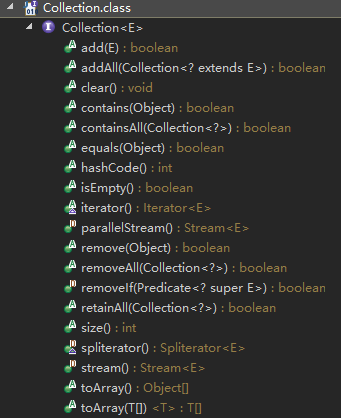 Collection.class
Collection<E>
add(E) : boolean
addAll(Collection<? extends E>) : boolean
clear() : void
contains(Object) : boolean
containsAll(Collection<?>) : boolean
equals(Object) : boolean
hashCode() : int
isEmpty() : boolean
iterator() : Iterator<E>
parallelStream() : Stream<E>
remove(Object) : boolean
removeAll(Collection<?>) : boolean
removeIf(Predicate<? super E>) : boolean
retainAll(Collection<?>) : boolean
size() : int
spliterator() : Spliterator<E>
stream() : Stream<E>
toArray() : Object[]
toArray(T[]) <T> : T[]